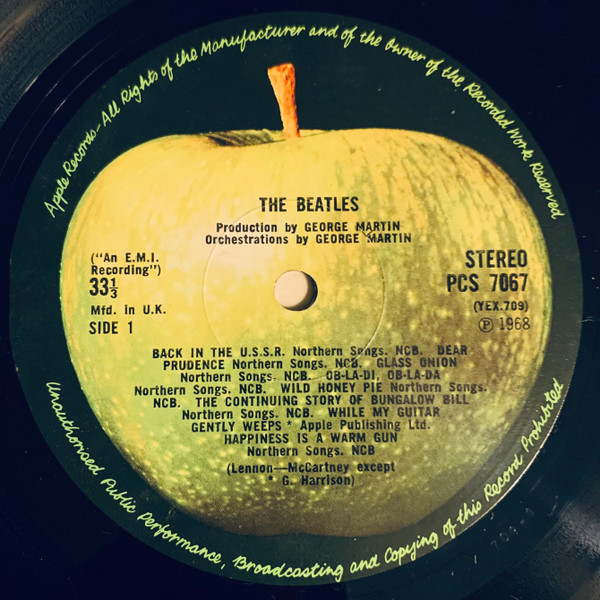 Apple Records—All Rights of the Manufacturer and of the Owner of the Recorded Work Reserved
THE BEATLES
Production by GEORGE MARTIN
Orchestrations by GEORGE MARTIN
("An E.M.I.
Recording")
33⅓
Mfd. in U.K.
SIDE 1
STEREO
PCS 7067
(YEX.709)
℗ 1968
BACK IN THE U.S.S.R. Northern Songs. NCB. DEAR
PRUDENCE Northern Songs. NCB. GLASS ONION
Northern Songs. NCB. OB-LA-DI, OB-LA-DA
Northern Songs. NCB. WILD HONEY PIE Northern Songs.
NCB. THE CONTINUING STORY OF BUNGALOW BILL
Northern Songs. NCB. WHILE MY GUITAR
GENTLY WEEPS * Apple Publishing Ltd.
HAPPINESS IS A WARM GUN
Northern Songs. NCB
(Lennon—McCartney except
* G. Harrison)
Unauthorised Public Performance, Broadcasting and Copying of this Record Prohibited